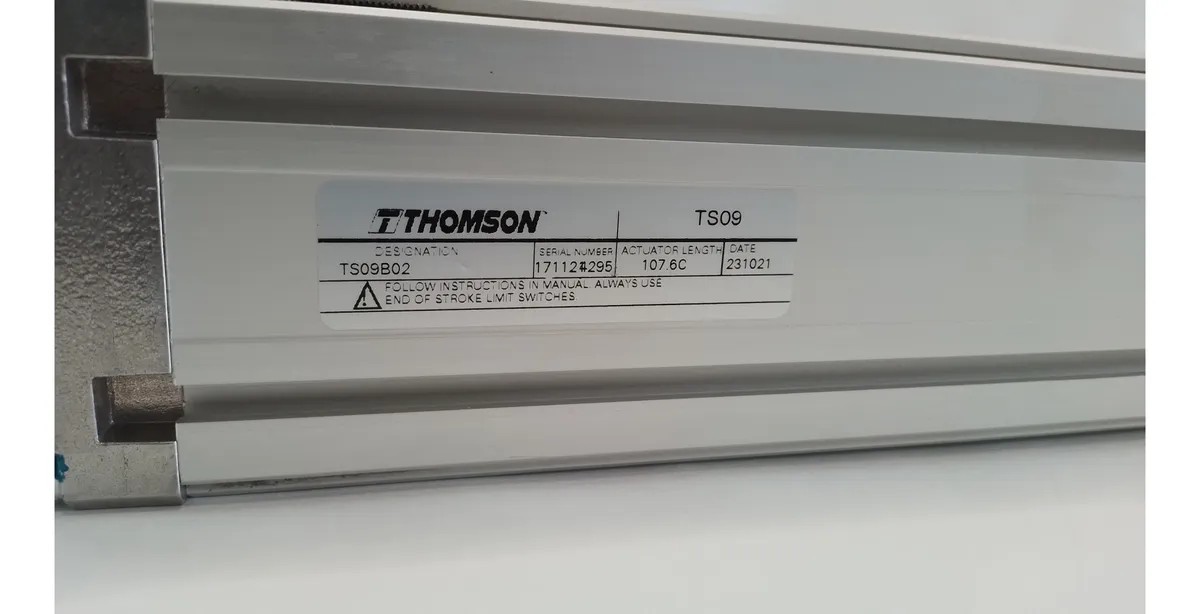 THOMSON TS09
DESIGNATION SERIAL NUMBER ACTUATOR LENGTH DATE
TS09B02 107.6C 231021
FOLLOW INSTRUCTIONS IN MANUAL. ALWAYS USE
END OF STROKE LIMIT SWITCHES